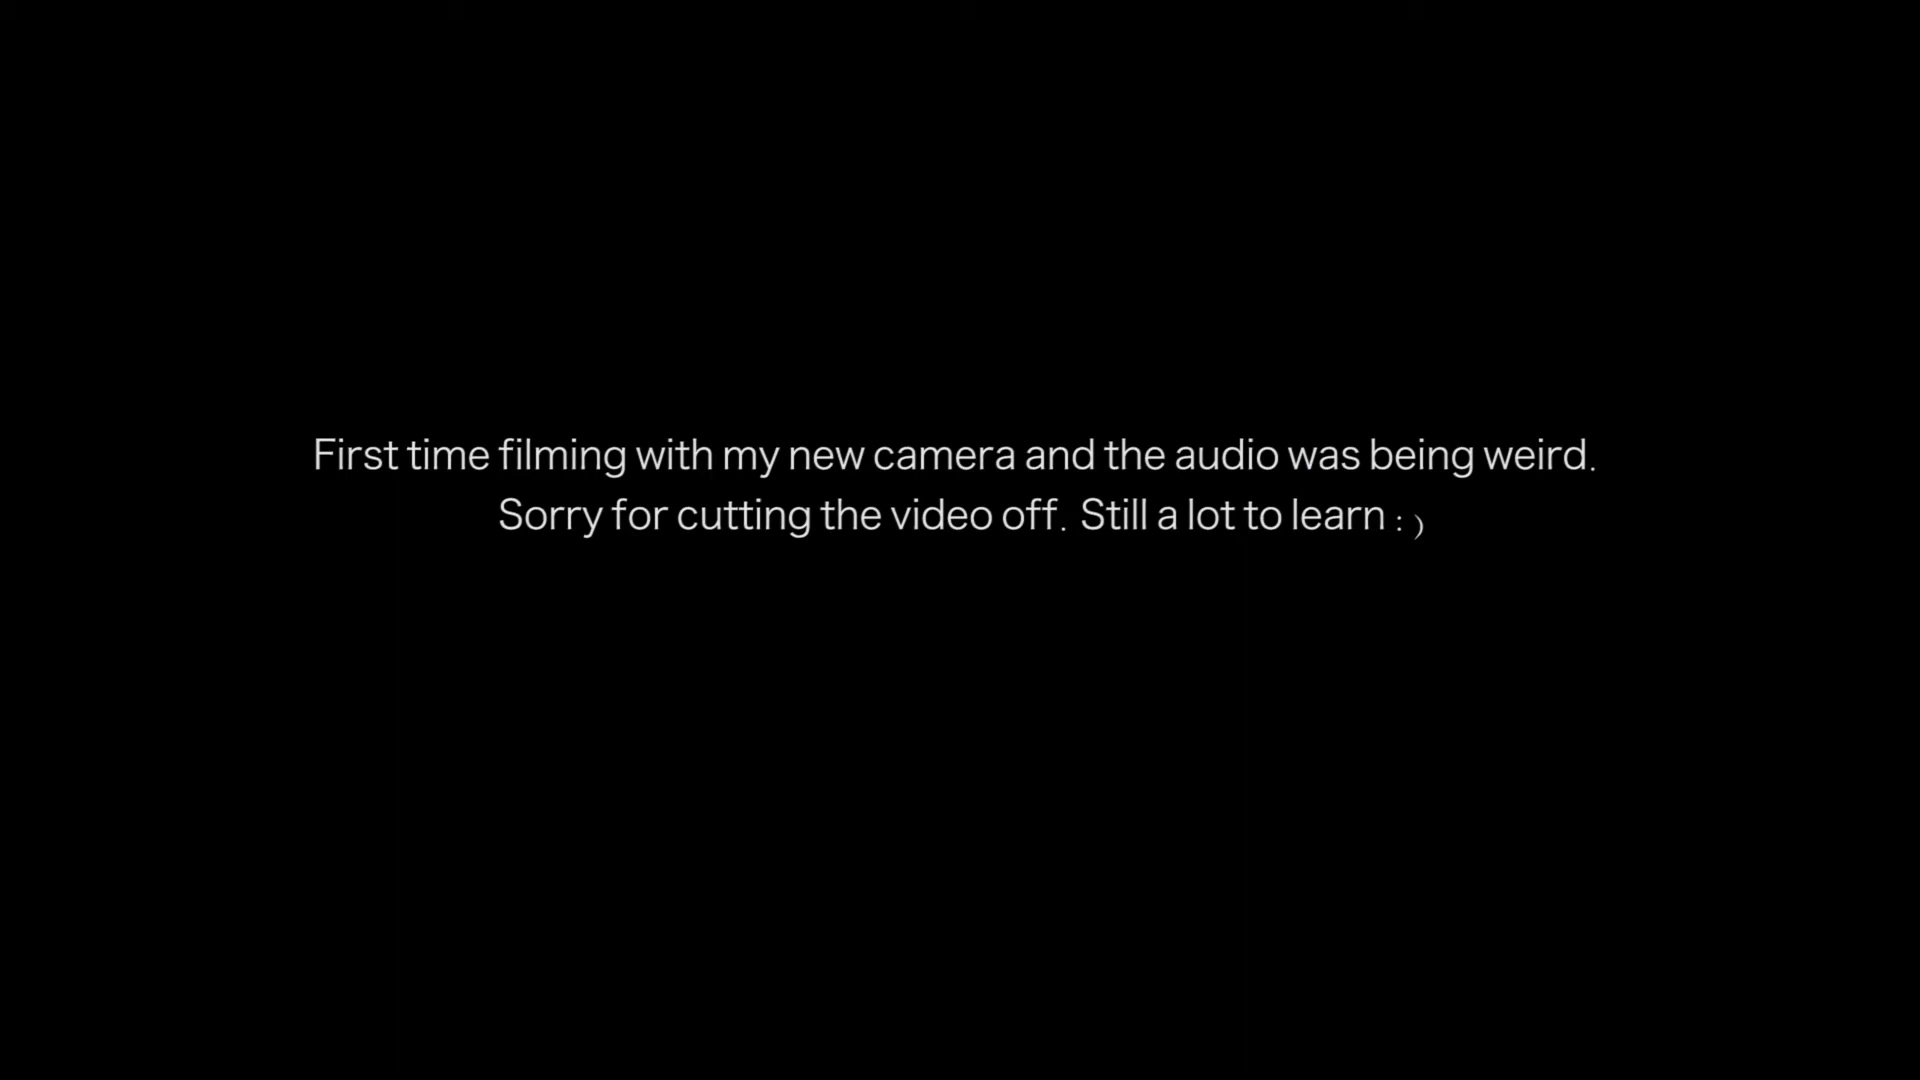 First time filming with my new camera and the audio was being weird.
Sorry for cutting the video off. Still a lot to learn : )